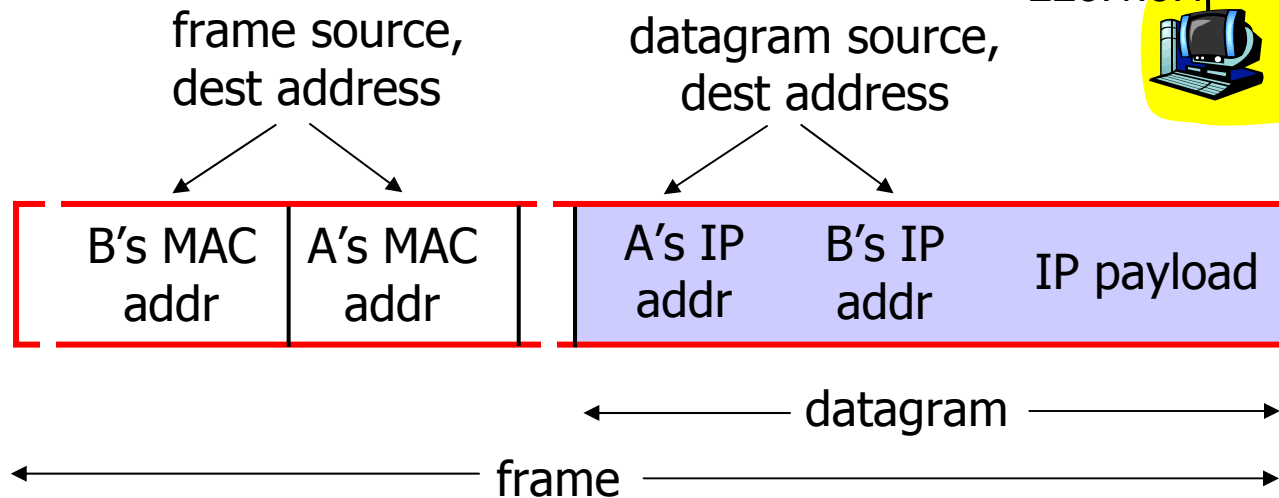 frame source,
dest address
datagram source,
dest address
B's MAC
addr
A's MAC
addr
A's IP
addr
B's IP
addr
IP payload
datagram
frame